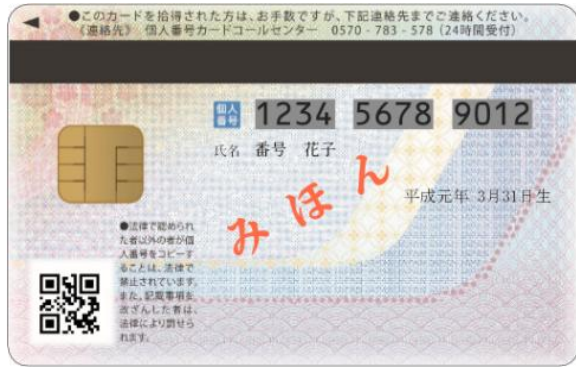 ●このカードを拾得された方は、お手数ですが、下記連絡先までご連絡ください。
《連絡先》 個人番号カードコールセンター 0570-783-578 (24時間受付)
個人番号 1234 5678 9012
氏名 番号 花子
平成元年 3月31日生
みほん
●法律で認められ
た者以外の者が個
人番号をコピーす
ることは、法律で
禁止されています。
また、記載事項を
改ざんした者は、
法律により罰せら
れます。